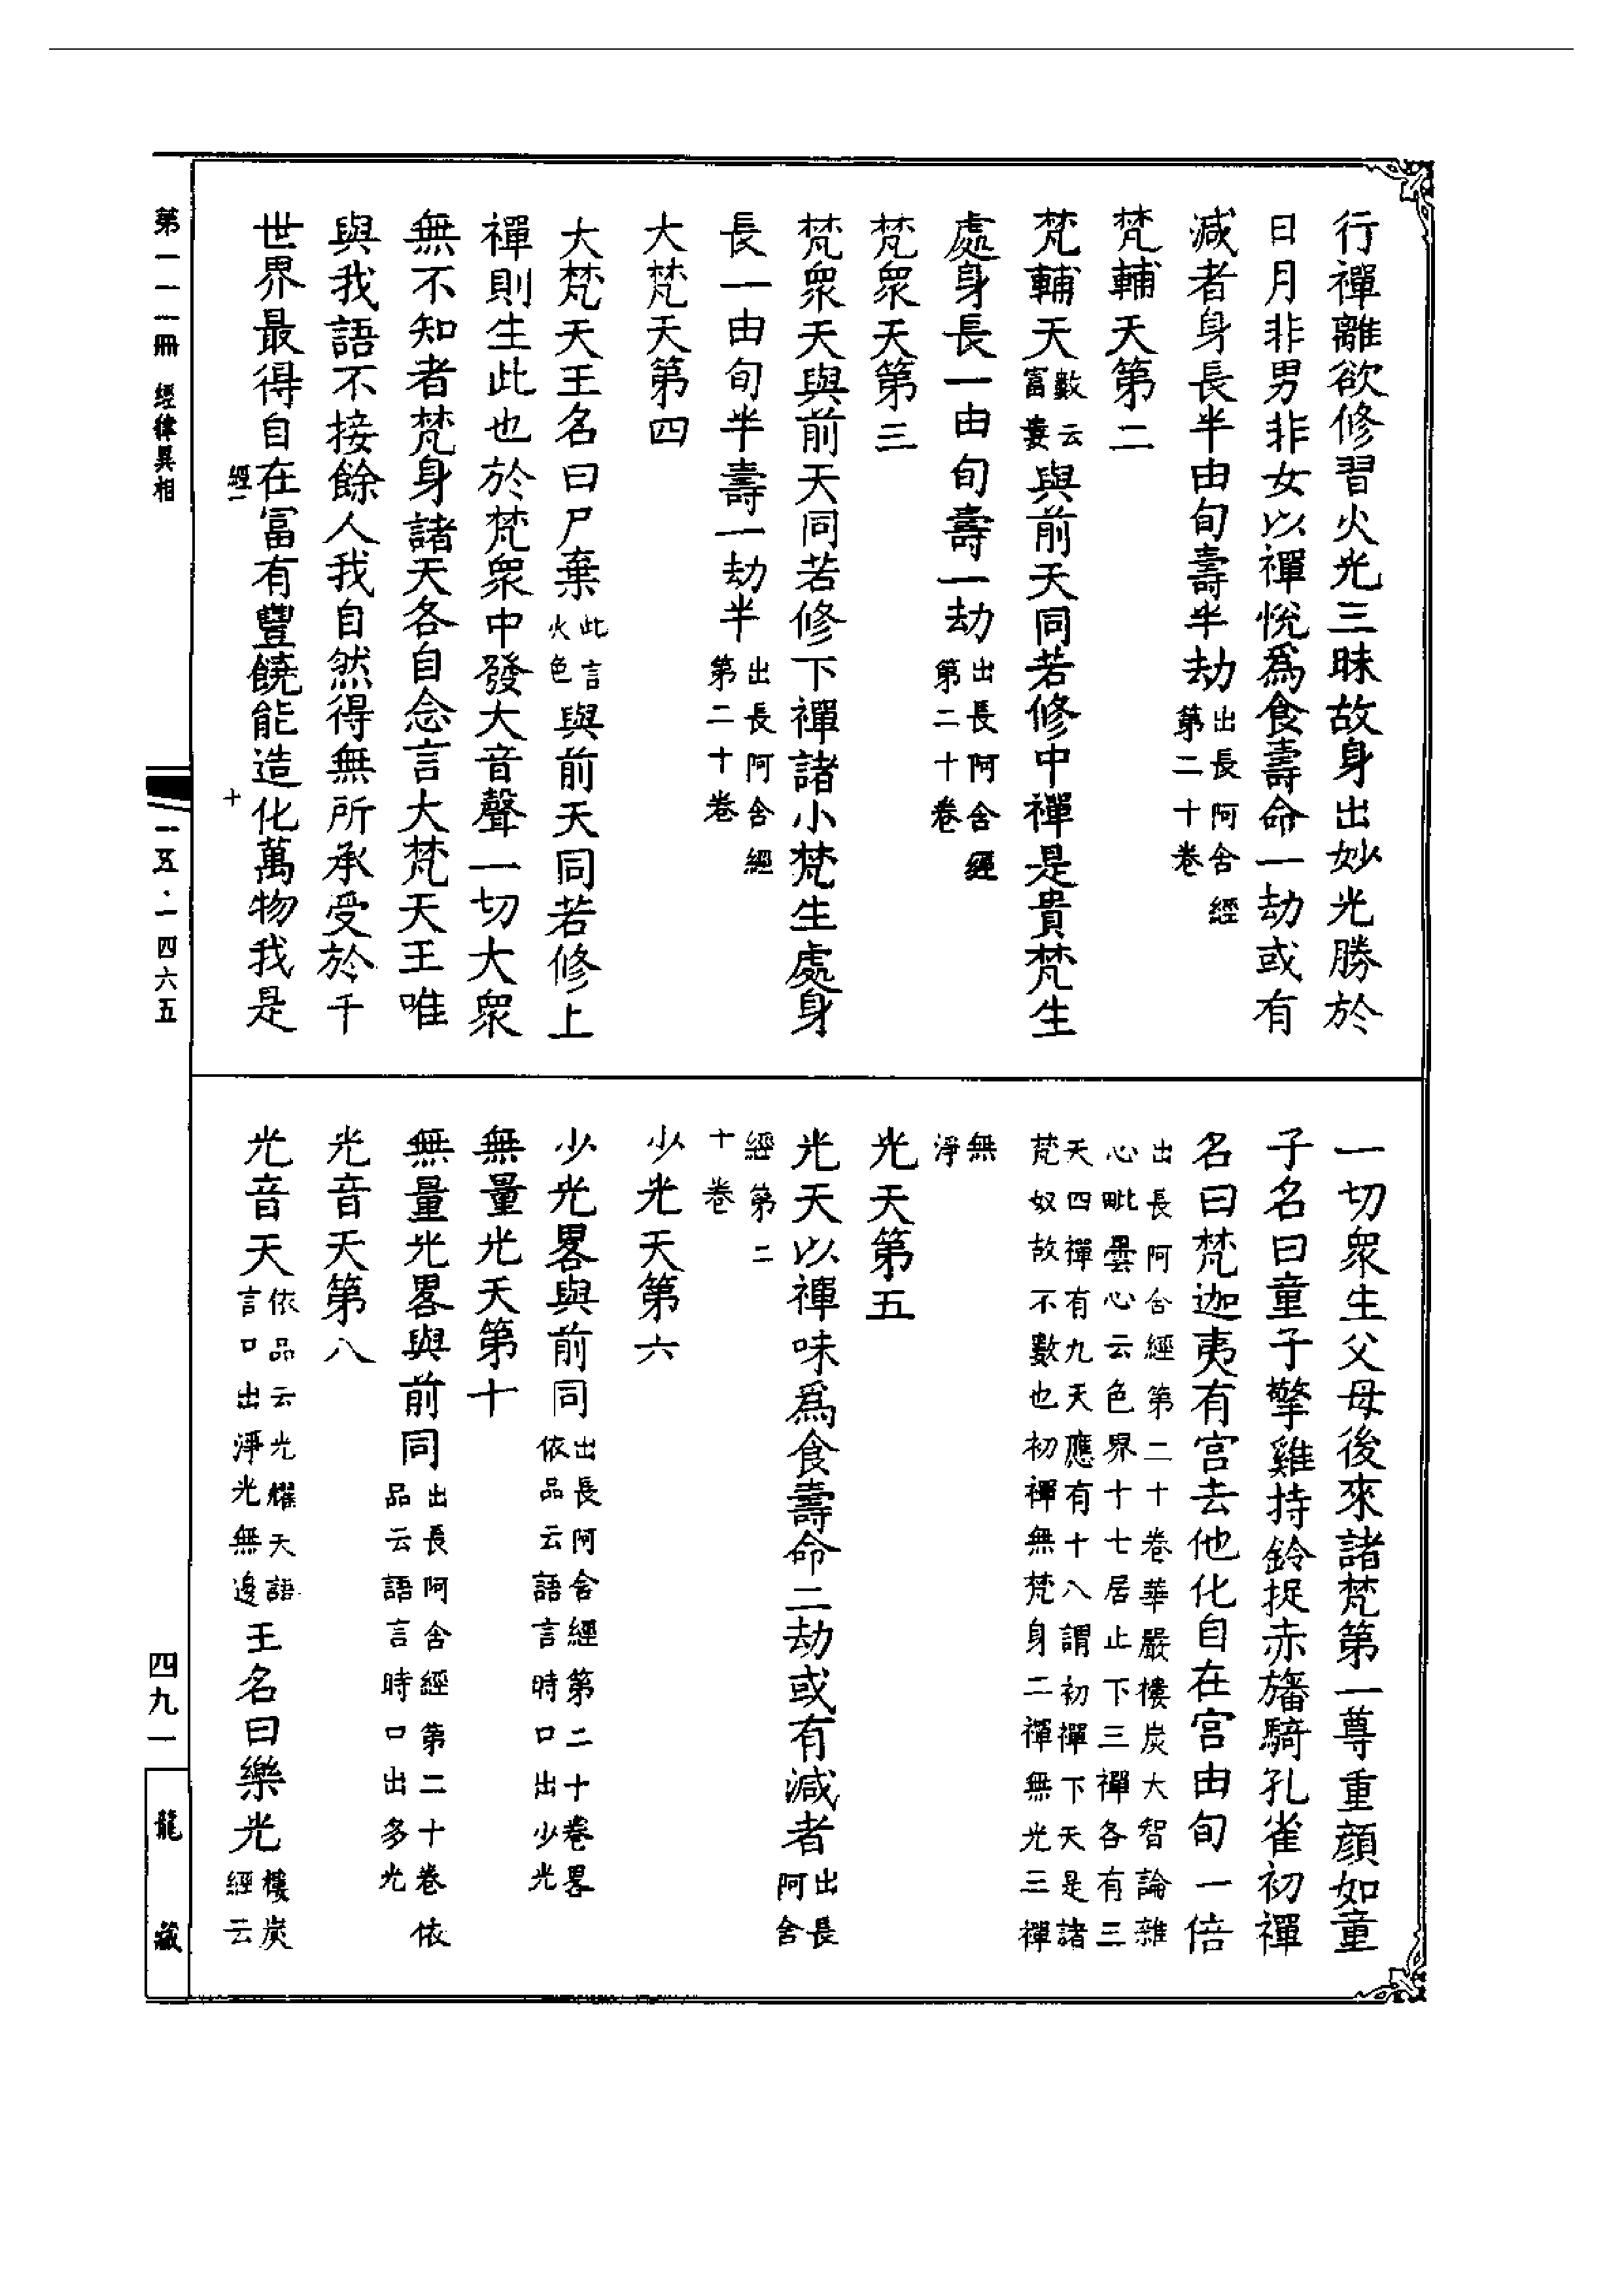 行禪離欲修習火光三昧故身出妙光勝於
日月非男非女以禪悅爲食壽命一劫或有
減者身長半由旬壽半劫出長阿含經第二十卷
梵輔天第二
梵輔天數云富婁與前天同若修中禪是貴梵生
處身長一由旬壽一劫出長阿含經第二十卷
梵衆天第三
梵衆天與前天同若修下禪諸小梵生處身
長一由旬半壽一劫半出長阿含經第二十卷
大梵天第四
大梵天王名曰尸棄此言火色與前天同若修上
禪則生此也於梵衆中發大音聲一切大衆
無不知者梵身諸天各自念言大梵天王唯
與我語不接餘人我自然得無所承受於千
世界最得自在富有豐饒能造化萬物我是
經一
十
一切衆生父母後來諸梵第一尊重顔如童
子名曰童子擎雞持鈴捉赤旛騎孔雀初禪
名曰梵迦夷有宫去他化自在宫由旬一倍
出長阿含經第二十卷華嚴樓炭大智論雜
心毗曇心云色界十七居止下三禪各有三
天四禪有九天應有十八謂初禪下天是諸
梵奴故不數也初禪無梵身二禪無光三禪
無淨
光天第五
光天以禪味爲食壽命二劫或有減者出長阿含
經第二十卷
少光天第六
少光畧與前同出長阿含經第二十卷畧依品云語言時口出少光
無量光天第十
無量光畧與前同出長阿含經第二十卷依品云語言時口出多光
光音天第八
光音天依品云光耀天語言口出淨光無邊王名曰樂光樓炭經云
第一一一冊 經律異相
一五·一四六五
四九一
龍藏